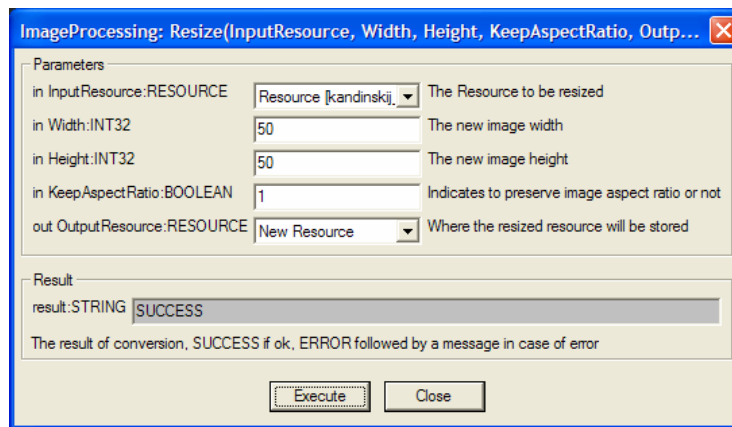 ImageProcessing: Resize(InputResource, Width, Height, KeepAspectRatio, Outp...
Parameters
in InputResource:RESOURCE Resource [kandinskij_ The Resource to be resized
in Width:INT32 50 The new image width
in Height:INT32 50 The new image height
in KeepAspectRatio:BOOLEAN 1 Indicates to preserve image aspect ratio or not
out OutputResource:RESOURCE New Resource Where the resized resource will be stored
Result
result:STRING SUCCESS
The result of conversion, SUCCESS if ok, ERROR followed by a message in case of error
Execute Close